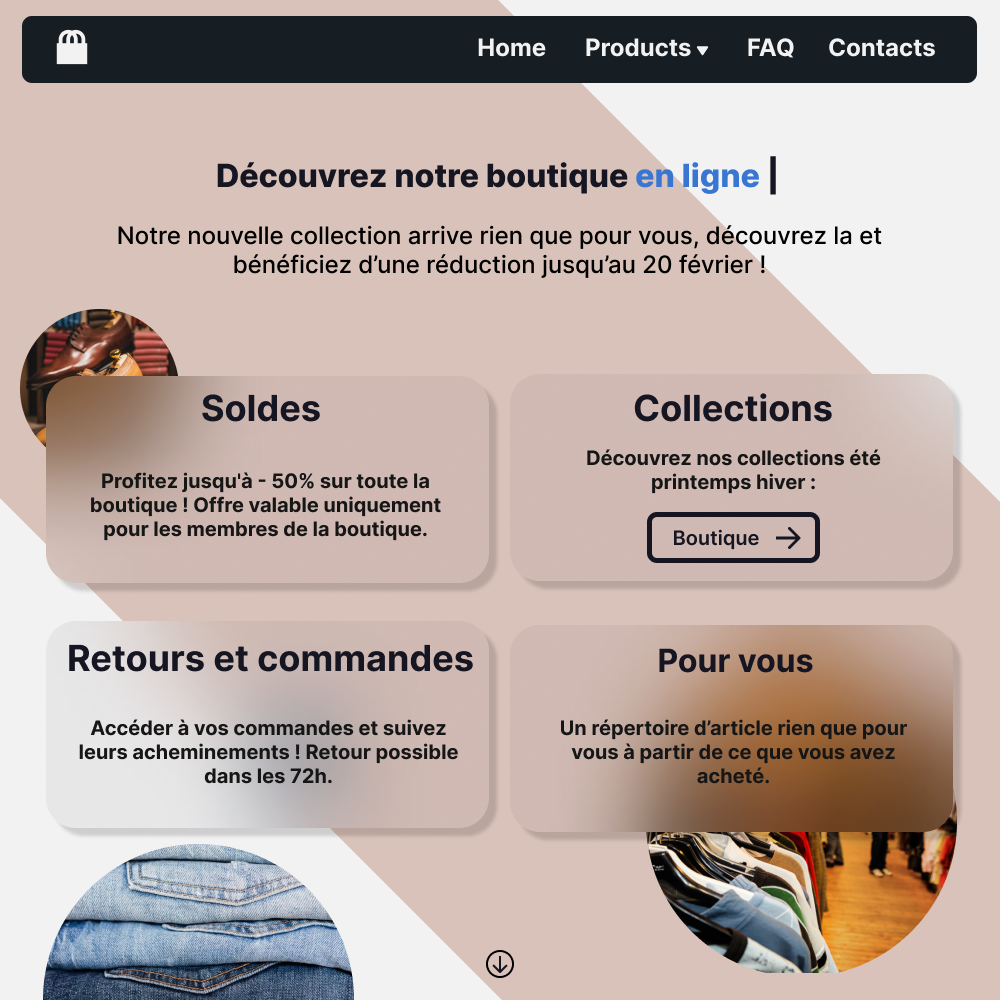 Home Products FAQ Contacts
Découvrez notre boutique en ligne |
Notre nouvelle collection arrive rien que pour vous, découvrez la et
bénéficiez d’une réduction jusqu’au 20 février !
Soldes
Profitez jusqu'à - 50% sur toute la
boutique ! Offre valable uniquement
pour les membres de la boutique.
Collections
Découvrez nos collections été
printemps hiver :
Boutique
Retours et commandes
Accéder à vos commandes et suivez
leurs acheminements ! Retour possible
dans les 72h.
Pour vous
Un répertoire d’article rien que pour
vous à partir de ce que vous avez
acheté.